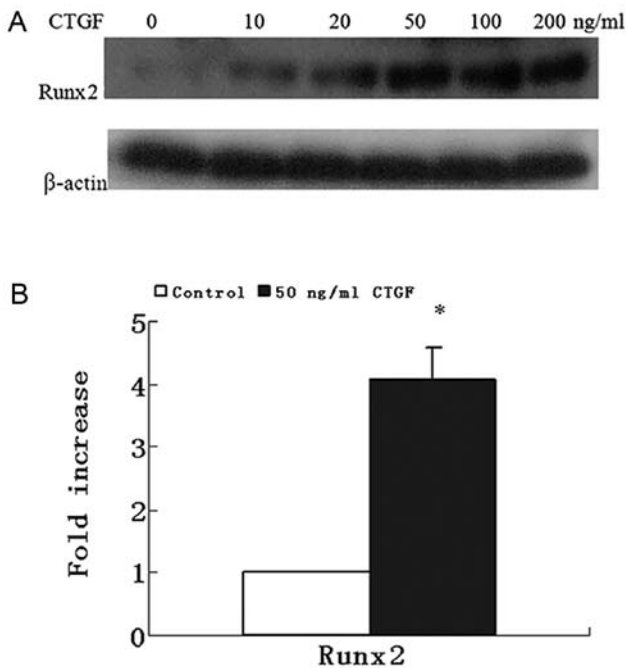 A CTGF 0 10 20 50 100 200 ng/ml
Runx2
β-actin
B
Control 50 ng/ml CTGF
*
5
4
3
2
1
0
Fold increase
Runx2